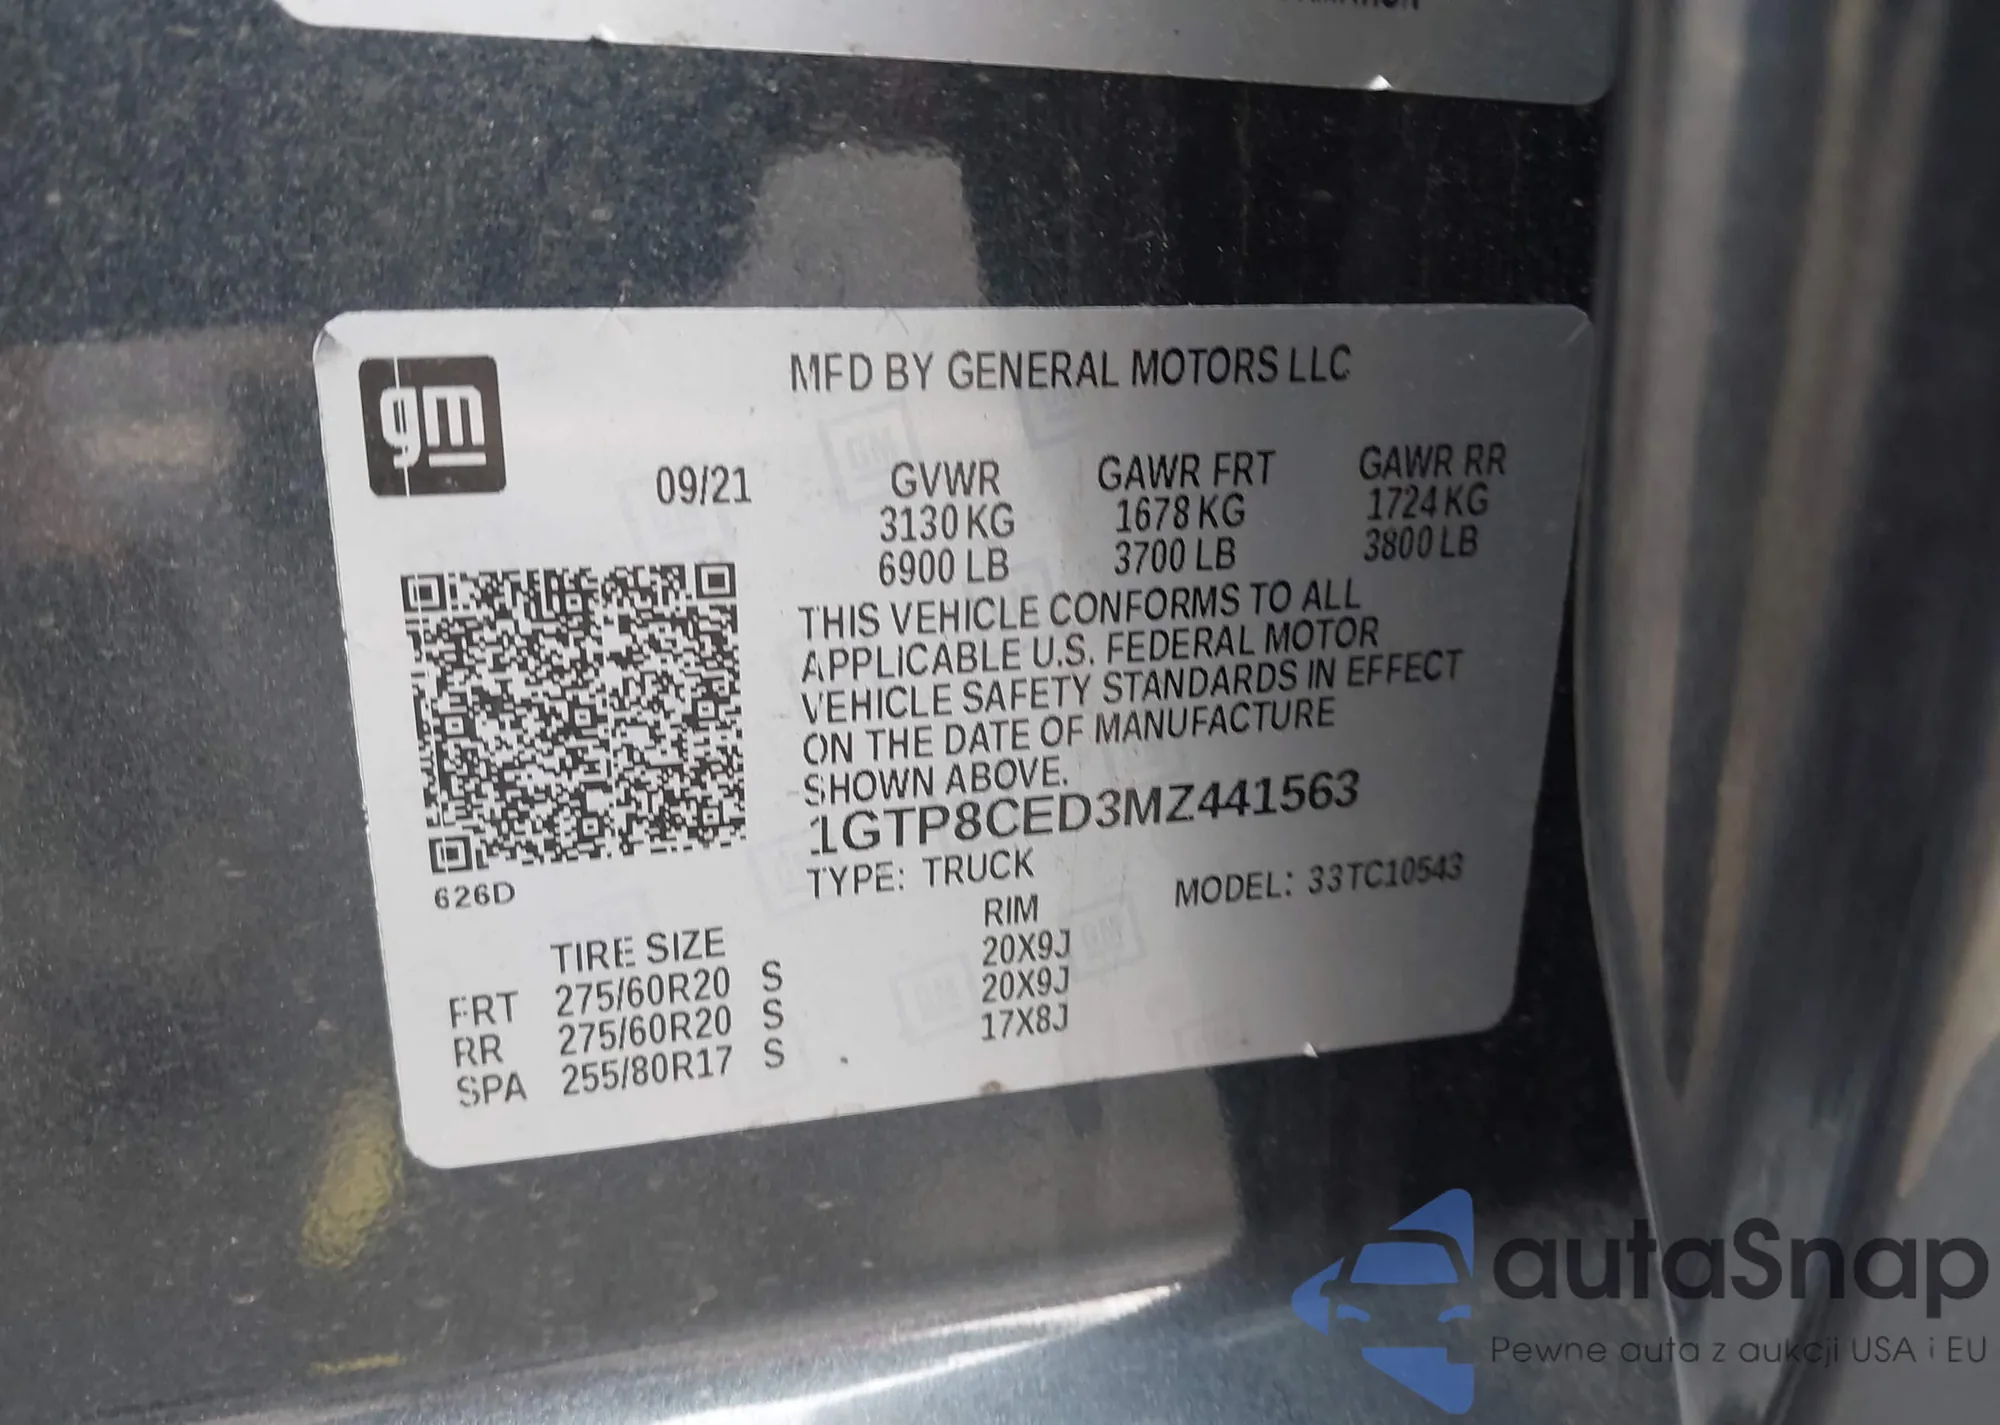 gm
MFD BY GENERAL MOTORS LLC
09/21 GVWR GAWR FRT GAWR RR
3130 KG 1678 KG 1724 KG
6900 LB 3700 LB 3800 LB
THIS VEHICLE CONFORMS TO ALL
APPLICABLE U.S. FEDERAL MOTOR
VEHICLE SAFETY STANDARDS IN EFFECT
ON THE DATE OF MANUFACTURE
SHOWN ABOVE.
1GTP8CED3MZ441563
626D
TYPE: TRUCK MODEL: 33TC10543
TIRE SIZE RIM
FRT 275/60R20 S 20X9J
RR 275/60R20 S 20X9J
SPA 255/80R17 S 17X8J
autaSnap
Pewne auta z aukcji USA i EU